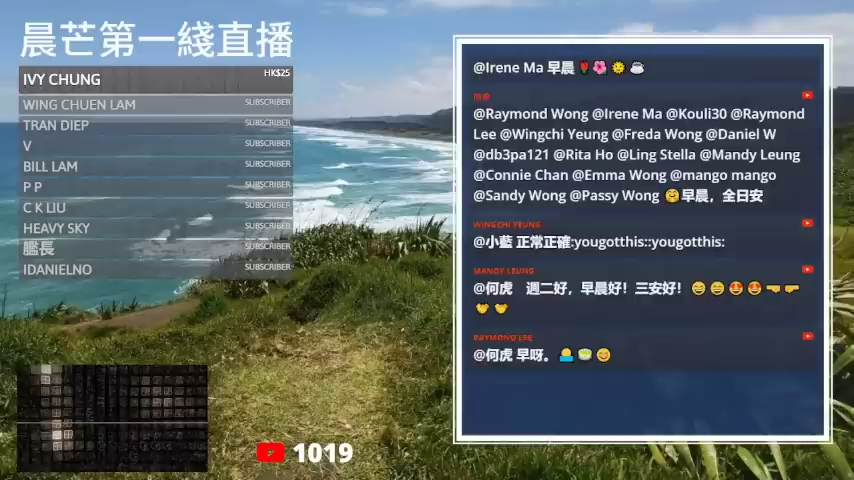 晨芒第一綫直播
IVY CHUNG HK$25
WING CHUEN LAM SUBSCRIBER
TRAN DIEP SUBSCRIBER
V SUBSCRIBER
BILL LAM SUBSCRIBER
P P SUBSCRIBER
C K LIU SUBSCRIBER
HEAVY SKY SUBSCRIBER
艦長 SUBSCRIBER
IDANIELNO SUBSCRIBER
1019
@Irene Ma 早晨🌹🌺🌞☕
何虎
@Raymond Wong @Irene Ma @Kouli30 @Raymond
Lee @Wingchi Yeung @Freda Wong @Daniel W
@db3pa121 @Rita Ho @Ling Stella @Mandy Leung
@Connie Chan @Emma Wong @mango mango
@Sandy Wong @Passy Wong 🤗早晨，全日安
WINGCHI YEUNG
@小藍 正常正確:yougotthis::yougotthis:
MANDY LEUNG
@何虎 週二好，早晨好！三安好！ 😄😄🤩🤩
RAYMOND LEE
@何虎 早呀。